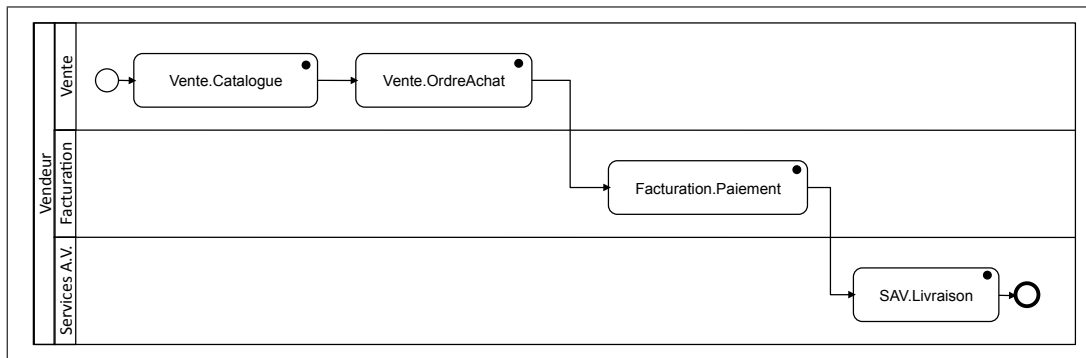 Vendeur
Vente
Vente.Catalogue
Vente.OrdreAchat
Facturation
Facturation.Paiement
Services A.V.
SAV.Livraison